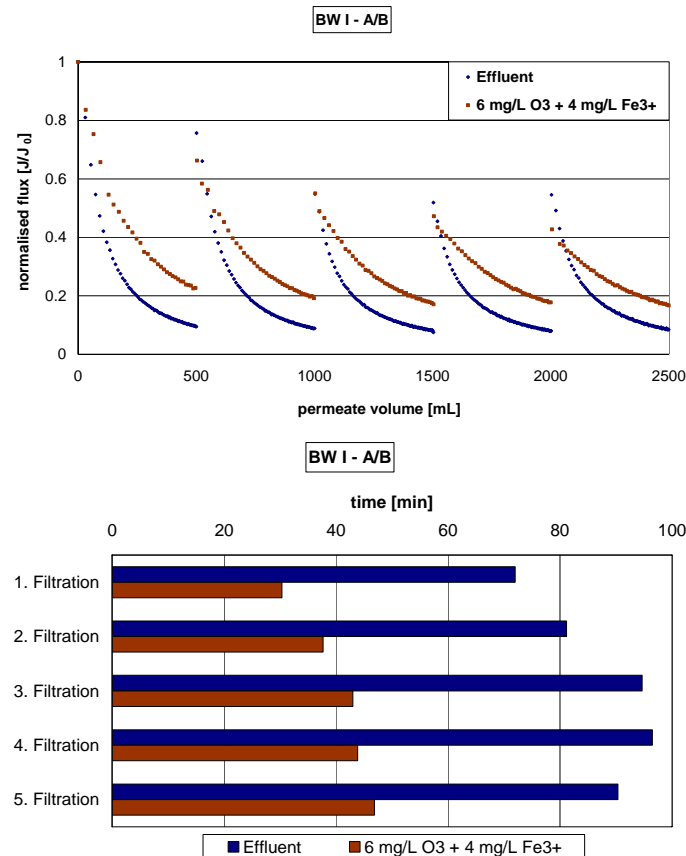 BW I - A/B
1
0.8
0.6
0.4
0.2
0
normalised flux [J/J₀]
Effluent
6 mg/L O3 + 4 mg/L Fe3+
0 500 1000 1500 2000 2500
permeate volume [mL]
BW I - A/B
time [min]
0 20 40 60 80 100
1. Filtration
2. Filtration
3. Filtration
4. Filtration
5. Filtration
Effluent 6 mg/L O3 + 4 mg/L Fe3+